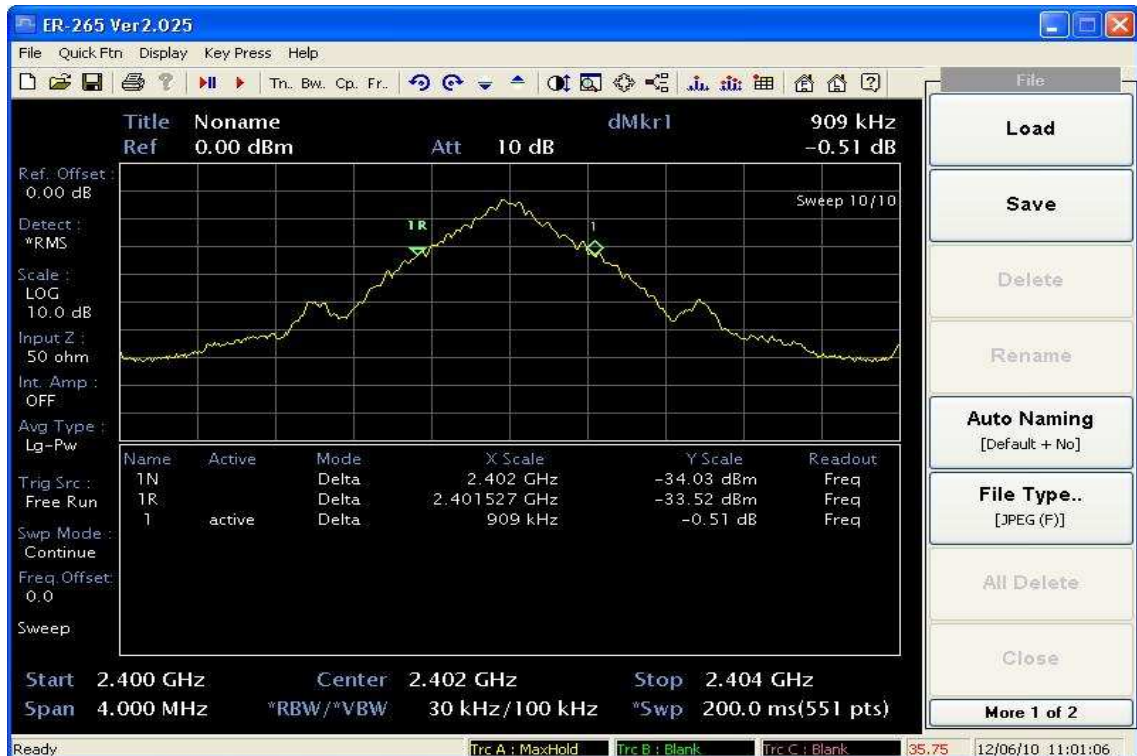 ER-265 Ver2.025
File Quick Ftn Display Key Press Help
Tn.. Bw.. Cp.. Fr..
Title Noname dMkr1 909 kHz
Ref 0.00 dBm Att 10 dB -0.51 dB
Ref. Offset :
0.00 dB
Detect :
*RMS
Scale :
LOG
10.0 dB
Input Z :
50 ohm
Int. Amp :
OFF
Avg Type :
Lg-Pw
Trig Src :
Free Run
Swp Mode :
Continue
Freq.Offset:
0.0
Sweep
Sweep 10/10
1R
1
Name Active Mode X Scale Y Scale Readout
1N Delta 2.402 GHz -34.03 dBm Freq
1R Delta 2.401527 GHz -33.52 dBm Freq
1 active Delta 909 kHz -0.51 dB Freq
Start 2.400 GHz Center 2.402 GHz Stop 2.404 GHz
Span 4.000 MHz *RBW/*VBW 30 kHz/100 kHz *Swp 200.0 ms(551 pts)
File
Load
Save
Delete
Rename
Auto Naming
[Default + No]
File Type..
[JPEG (F)]
All Delete
Close
More 1 of 2
Ready Trc A : MaxHold Trc B : Blank Trc C : Blank 35.75 12/06/10 11:01:06